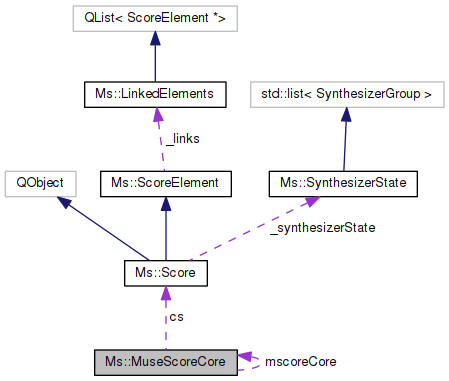 QList< ScoreElement *>
Ms::LinkedElements
std::list< SynthesizerGroup >
_links
QObject
Ms::ScoreElement
Ms::SynthesizerState
_synthesizerState
Ms::Score
cs
Ms::MuseScoreCore
mscoreCore